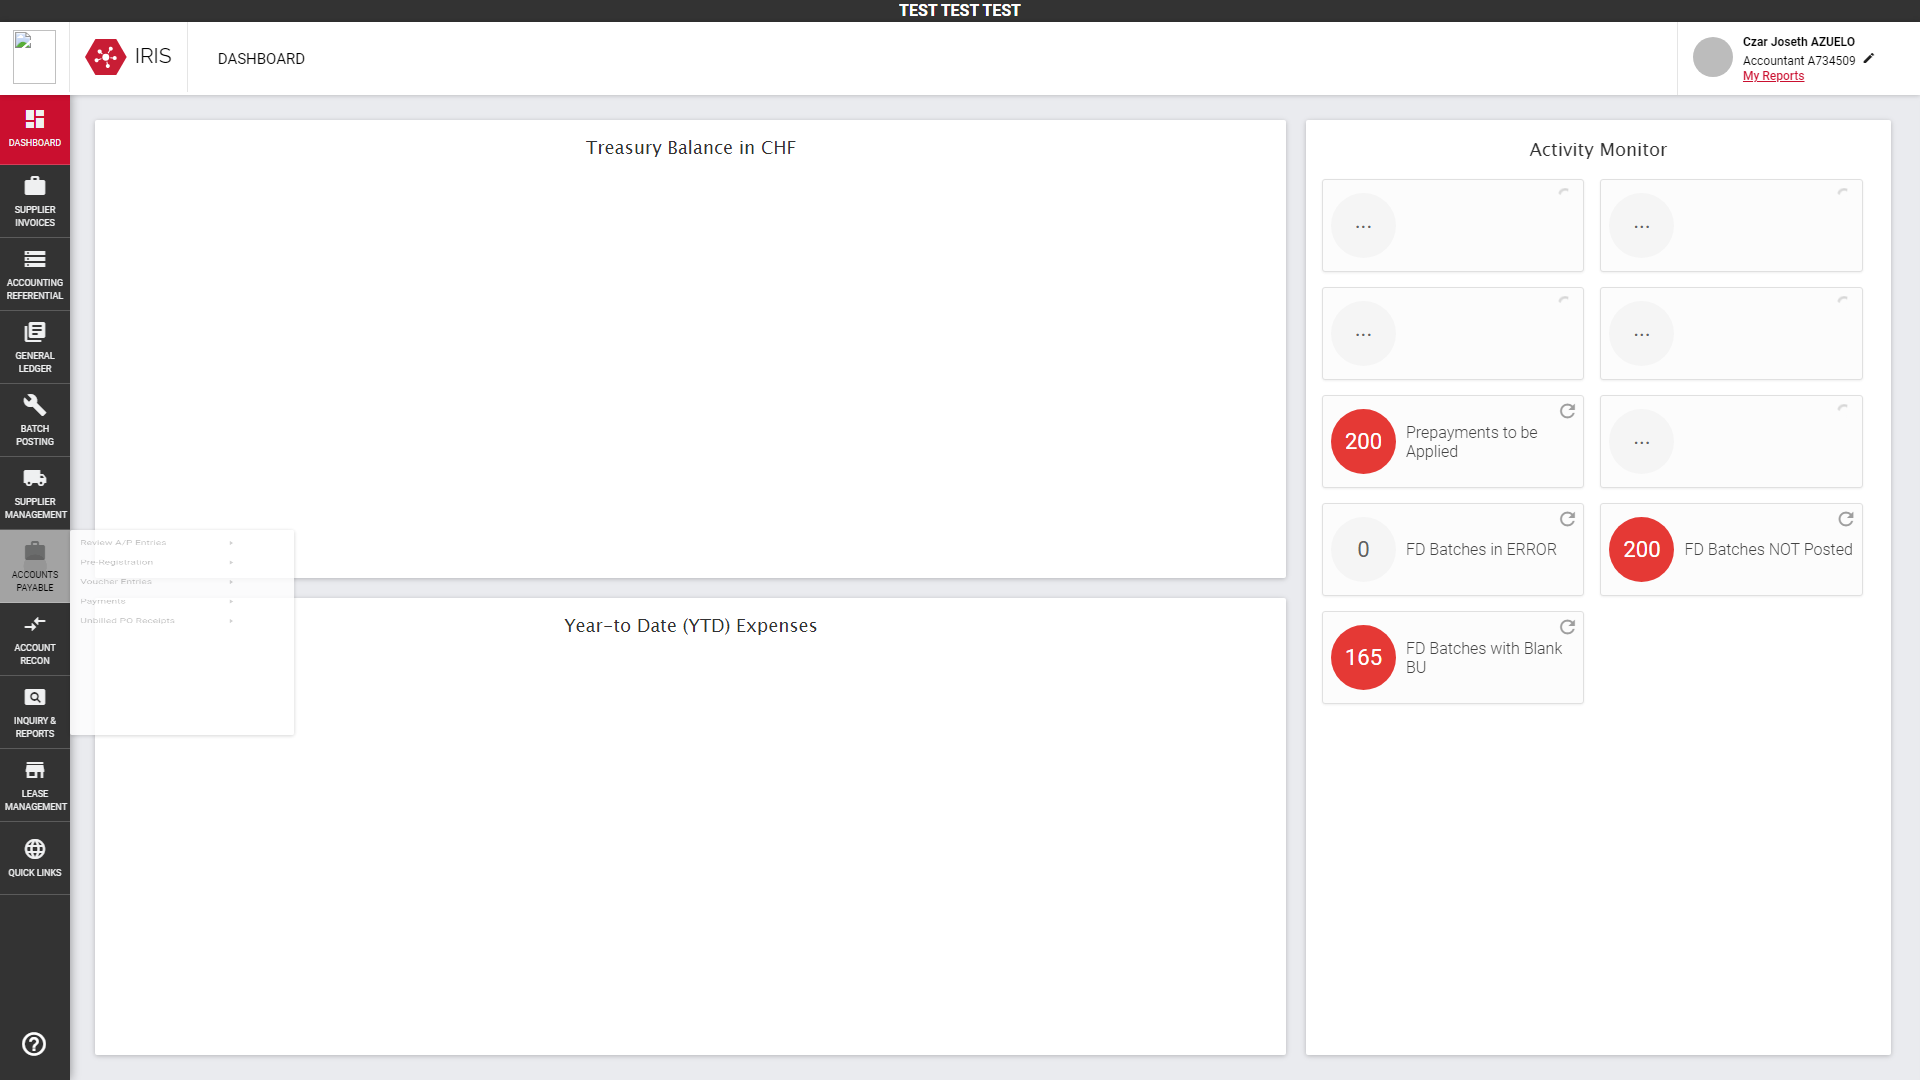 TEST TEST TEST
IRIS
DASHBOARD
Czar Joseth AZUELO
Accountant A734509
My Reports
DASHBOARD
SUPPLIER
INVOICES
ACCOUNTING
REFERENTIAL
GENERAL
LEDGER
BATCH
POSTING
SUPPLIER
MANAGEMENT
ACCOUNTS
PAYABLE
ACCOUNT
RECON
INQUIRY &
REPORTS
LEASE
MANAGEMENT
QUICK LINKS
Review A/P Entries
Pre-Registration
Voucher Entries
Payments
Unbilled PO Receipts
Treasury Balance in CHF
Year-to Date (YTD) Expenses
Activity Monitor
...
...
...
...
200
Prepayments to be
Applied
...
0
FD Batches in ERROR
200
FD Batches NOT Posted
165
FD Batches with Blank
BU